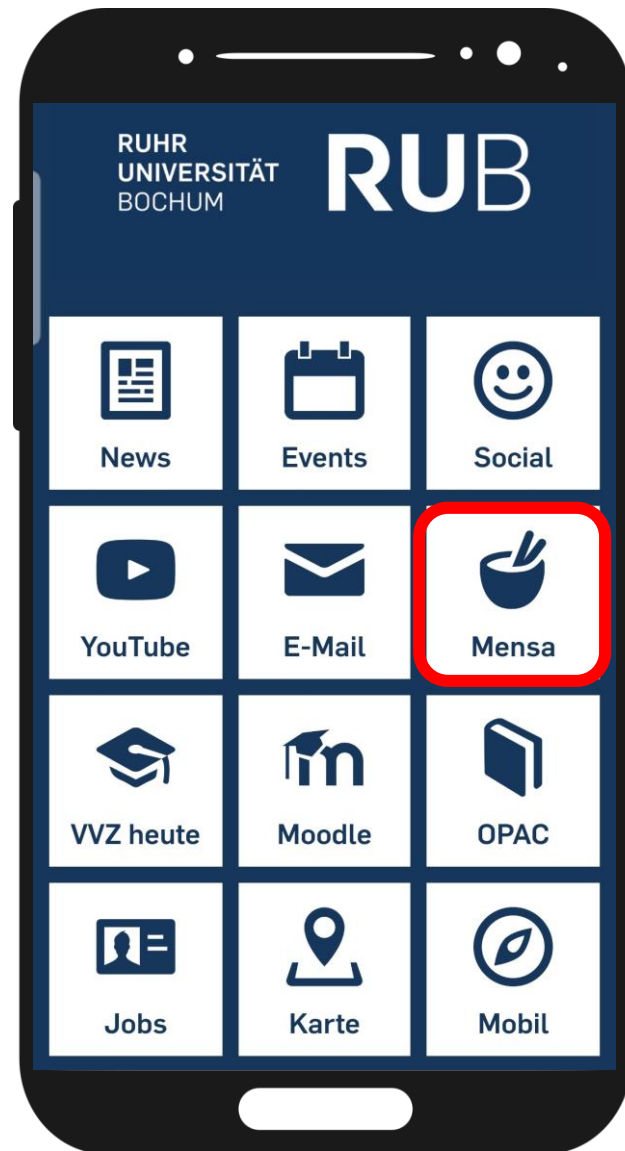 RUHR
UNIVERSITÄT
BOCHUM
RUB
News
Events
Social
YouTube
E-Mail
Mensa
VVZ heute
Moodle
OPAC
Jobs
Karte
Mobil